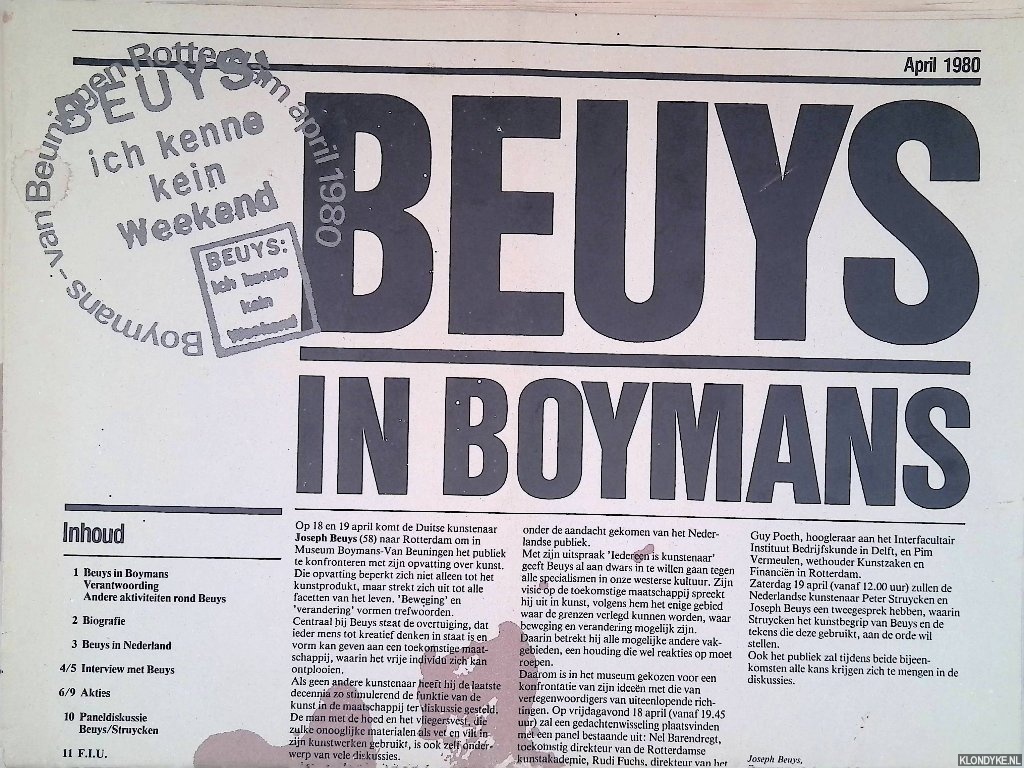 April 1980
Boymans-van Beuningen Rotterdam april 1980
BEUYS:
ich kenne
kein
Weekend
BEUYS:
ich kenne
kein
Weekend
BEUYS
IN BOYMANS
Inhoud
1 Beuys in Boymans
Verantwoording
Andere aktiviteiten rond Beuys
2 Biografie
3 Beuys in Nederland
4/5 Interview met Beuys
6/9 Akties
10 Paneldiskussie
Beuys/Struycken
11 F.I.U.
Op 18 en 19 april komt de Duitse kunstenaar
Joseph Beuys (58) naar Rotterdam om in
Museum Boymans-Van Beuningen het publiek
te konfronteren met zijn opvatting over kunst.
Die opvatting beperkt zich niet alleen tot het
kunstprodukt, maar strekt zich uit tot alle
facetten van het leven. 'Beweging' en
'verandering' vormen trefwoorden.
Centraal bij Beuys staat de overtuiging, dat
ieder mens tot kreatief denken in staat is en
vorm kan geven aan een toekomstige maat-
schappij, waarin het vrije individu zich kan
ontplooien.
Als geen andere kunstenaar heeft hij de laatste
decennia zo stimulerend de funktie van de
kunst in de maatschappij ter diskussie gesteld.
De man met de hoed en het vliegersvest, die
zulke onooglijke materialen als vet en vilt in
zijn kunstwerken gebruikt, is ook zelf onder-
werp van vele diskussies.
onder de aandacht gekomen van het Neder-
landse publiek.
Met zijn uitspraak 'Iedereen is kunstenaar'
geeft Beuys al aan dwars in te willen gaan tegen
alle specialismen in onze westerse kultuur. Zijn
visie op de toekomstige maatschappij spreekt
hij uit in kunst, volgens hem het enige gebied
waar de grenzen verlegd kunnen worden, waar
beweging en verandering mogelijk zijn.
Daarin betrekt hij alle mogelijke andere vak-
gebieden, een houding die wel reakties op moet
roepen.
Daarom is in het museum gekozen voor een
konfrontatie van zijn ideeën met die van
vertegenwoordigers van uiteenlopende rich-
tingen. Op vrijdagavond 18 april (vanaf 19.45
uur) zal een gedachtenwisseling plaatsvinden
met een panel bestaande uit: Nel Barendregt,
toekomstig direkteur van de Rotterdamse
kunstakademie, Rudi Fuchs, direkteur van het
Guy Poeth, hoogleraar aan het Interfacultair
Instituut Bedrijfskunde in Delft, en Pim
Vermeulen, wethouder Kunstzaken en
Financiën in Rotterdam.
Zaterdag 19 april (vanaf 12.00 uur) zullen de
Nederlandse kunstenaar Peter Struycken en
Joseph Beuys een tweegesprek hebben, waarin
Struycken het kunstbegrip van Beuys en de
tekens die deze gebruikt, aan de orde wil
stellen.
Ook het publiek zal tijdens beide bijeen-
komsten alle kans krijgen zich te mengen in de
diskussies.
Joseph Beuys,
KLONDYKE.NL